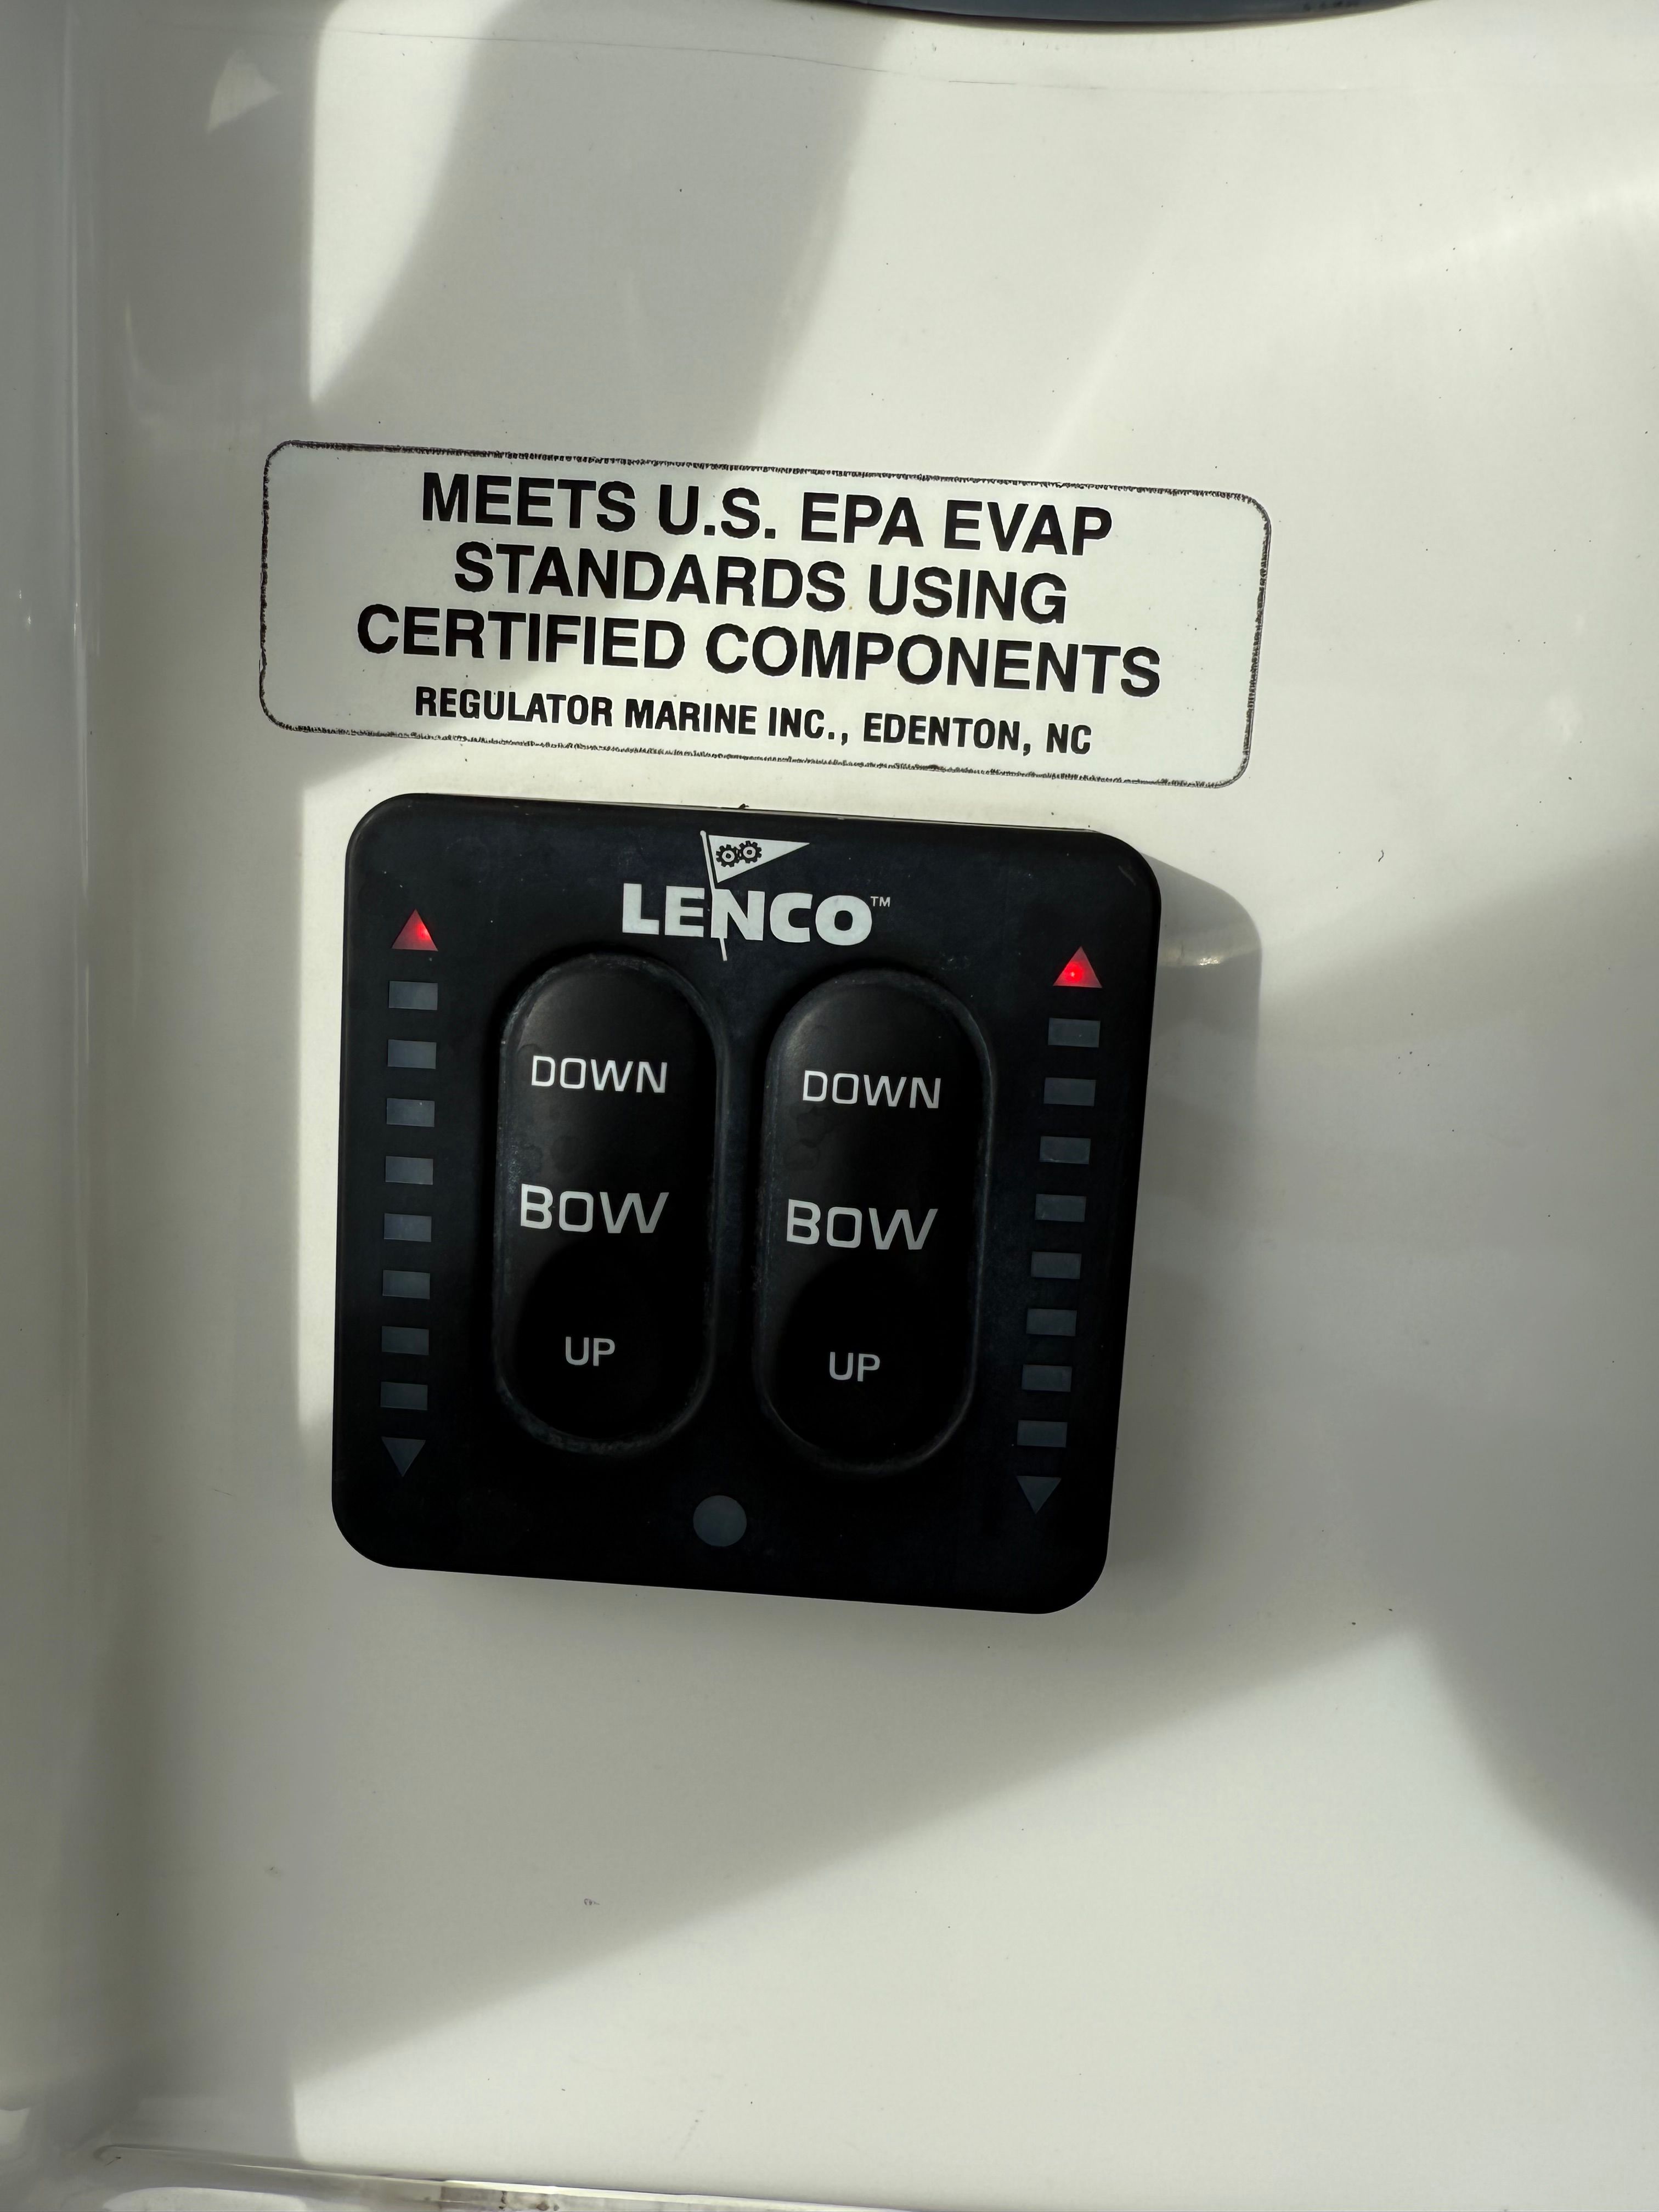 MEETS U.S. EPA EVAP
STANDARDS USING
CERTIFIED COMPONENTS
REGULATOR MARINE INC., EDENTON, NC
LENCO™
DOWN DOWN
BOW BOW
UP UP